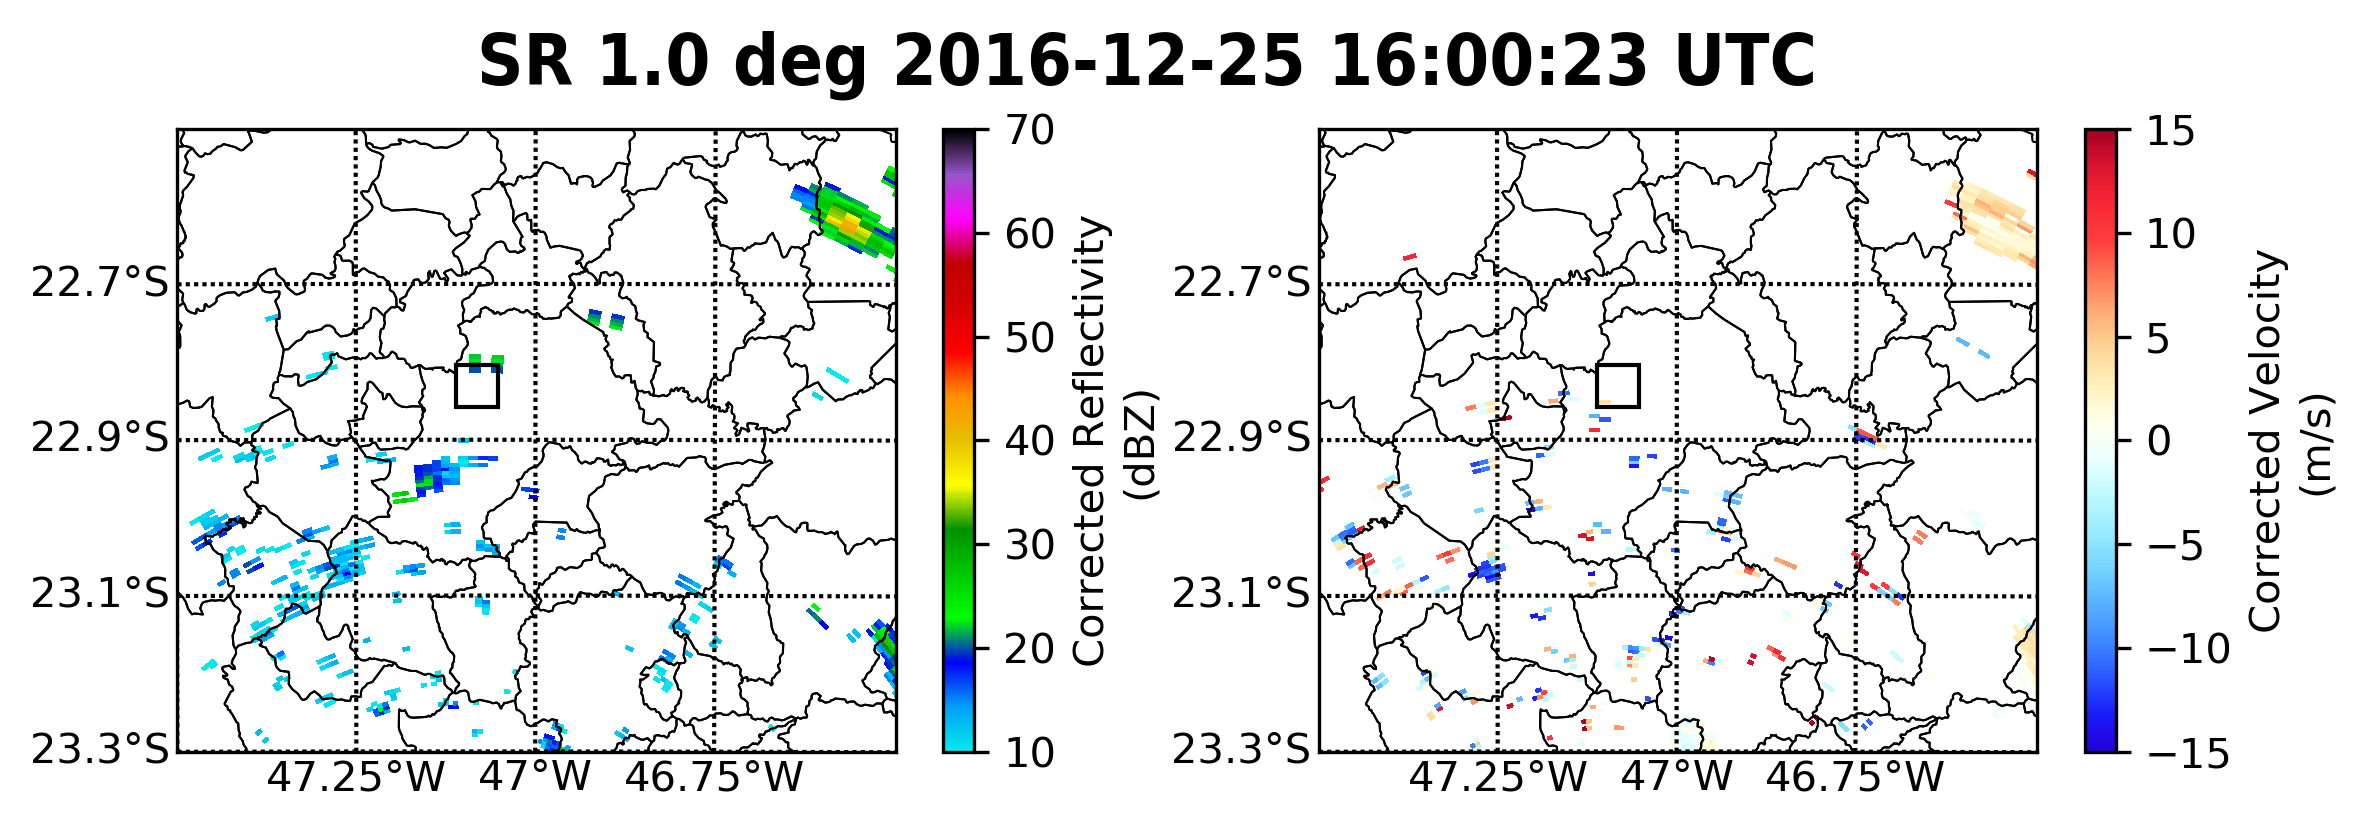 SR 1.0 deg 2016-12-25 16:00:23 UTC
22.7°S
22.9°S
23.1°S
23.3°S
47.25°W 47°W 46.75°W
70
60
50
40
30
20
10
Corrected Reflectivity
(dBZ)
22.7°S
22.9°S
23.1°S
23.3°S
47.25°W 47°W 46.75°W
15
10
5
0
−5
−10
−15
Corrected Velocity
(m/s)